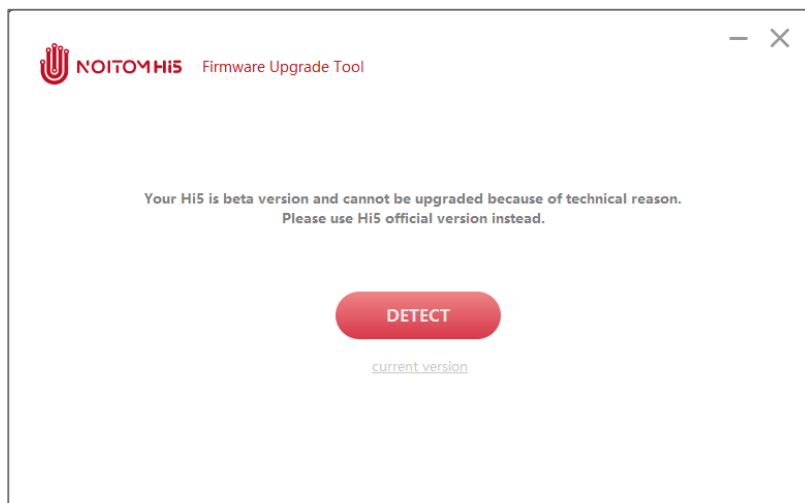 NOITOM Hi5 Firmware Upgrade Tool
Your Hi5 is beta version and cannot be upgraded because of technical reason.
Please use Hi5 official version instead.
DETECT
current version